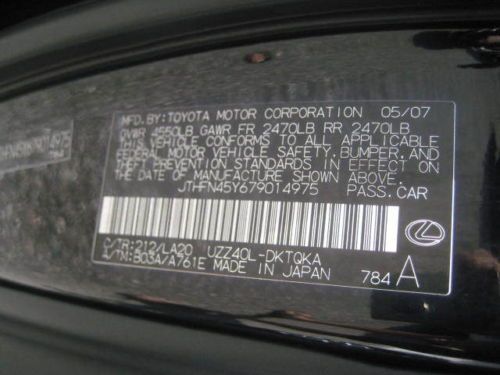 MFD.BY:TOYOTA MOTOR CORPORATION 05/07
GVWR 4550LB GAWR FR 2470LB RR 2470LB
THIS VEHICLE CONFORMS TO ALL APPLICABLE
FEDERAL MOTOR VEHICLE SAFETY, BUMPER, AND
THEFT PREVENTION STANDARDS IN EFFECT ON
THE DATE OF MANUFACTURE SHOWN ABOVE.
JTHFN45Y679014975 PASS.CAR
C/TR:212/LA20 UZZ40L-DKTQKA
A/TM:B03A/A761E MADE IN JAPAN 784 A